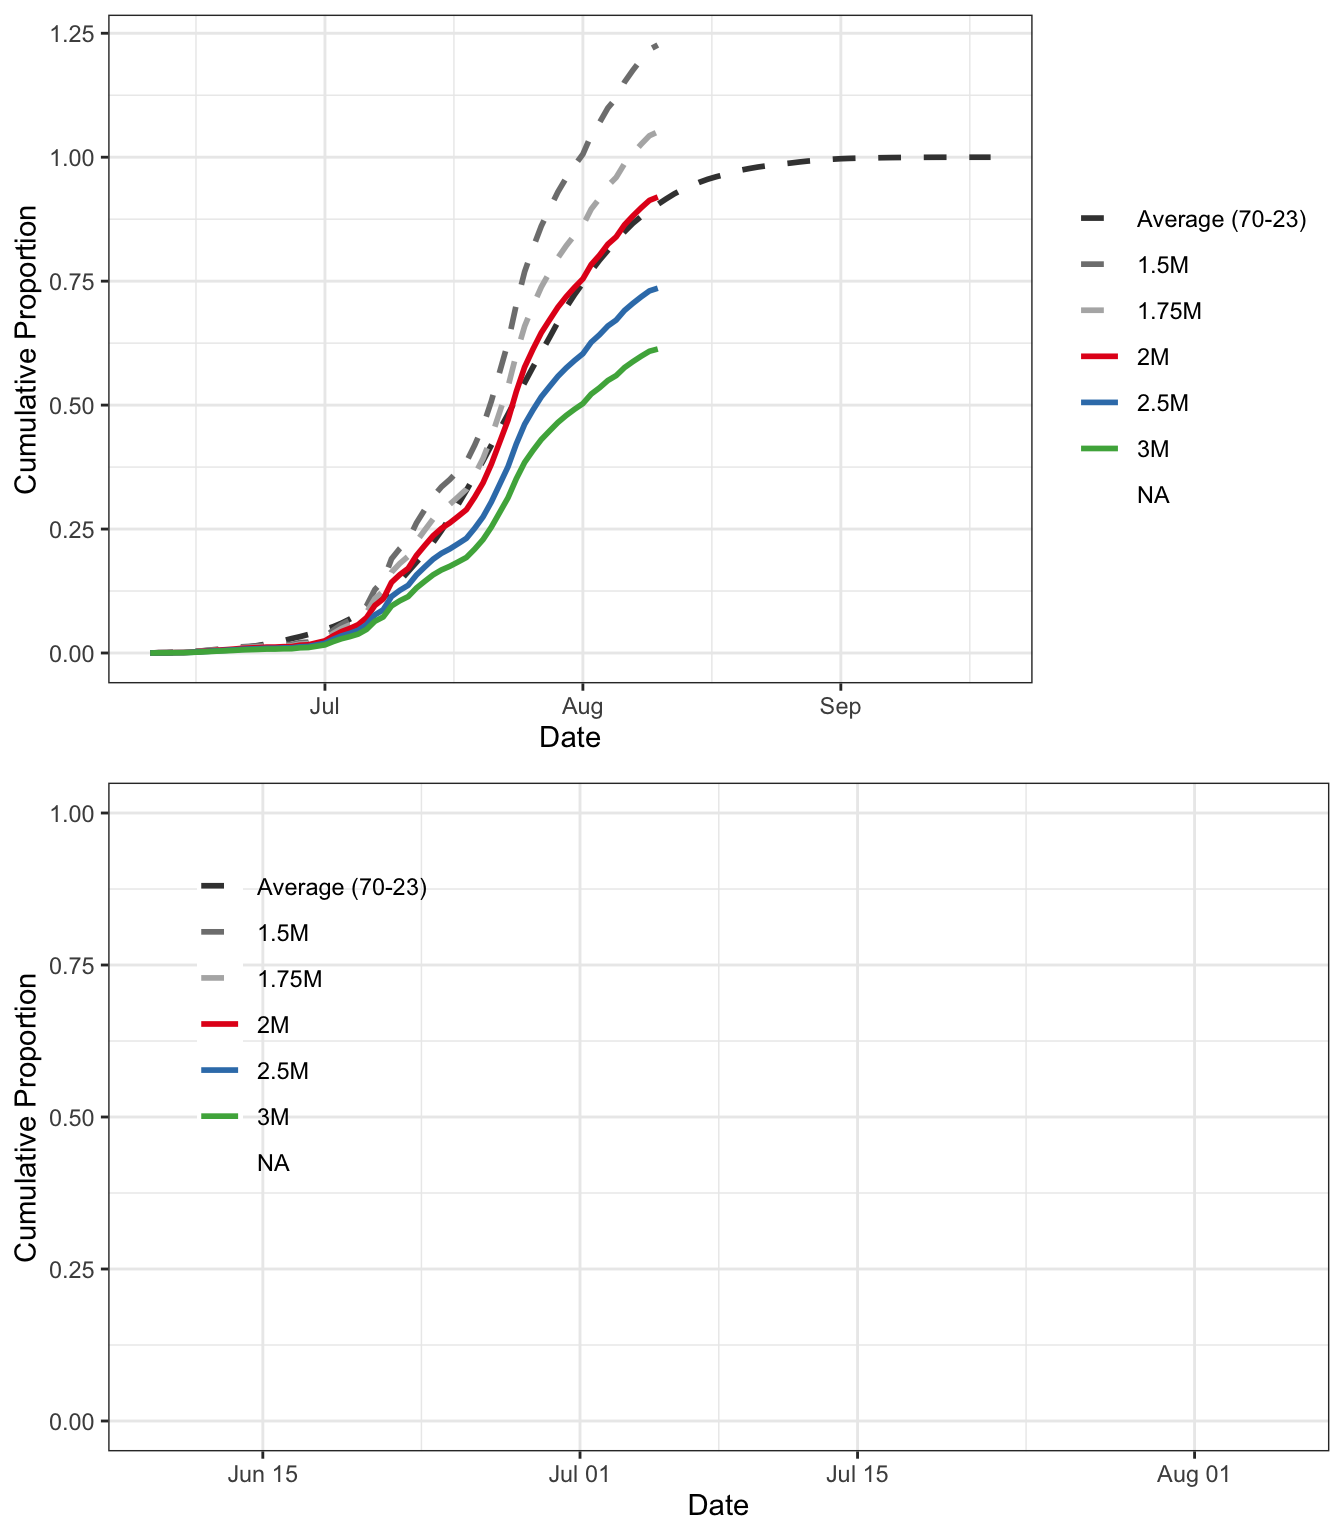 1.25
1.00
0.75
0.50
0.25
0.00
Cumulative Proportion
Jul
Aug
Sep
Date
Average (70-23)
1.5M
1.75M
2M
2.5M
3M
NA
1.00
0.75
0.50
0.25
0.00
Cumulative Proportion
Average (70-23)
1.5M
1.75M
2M
2.5M
3M
NA
Jun 15
Jul 01
Jul 15
Aug 01
Date